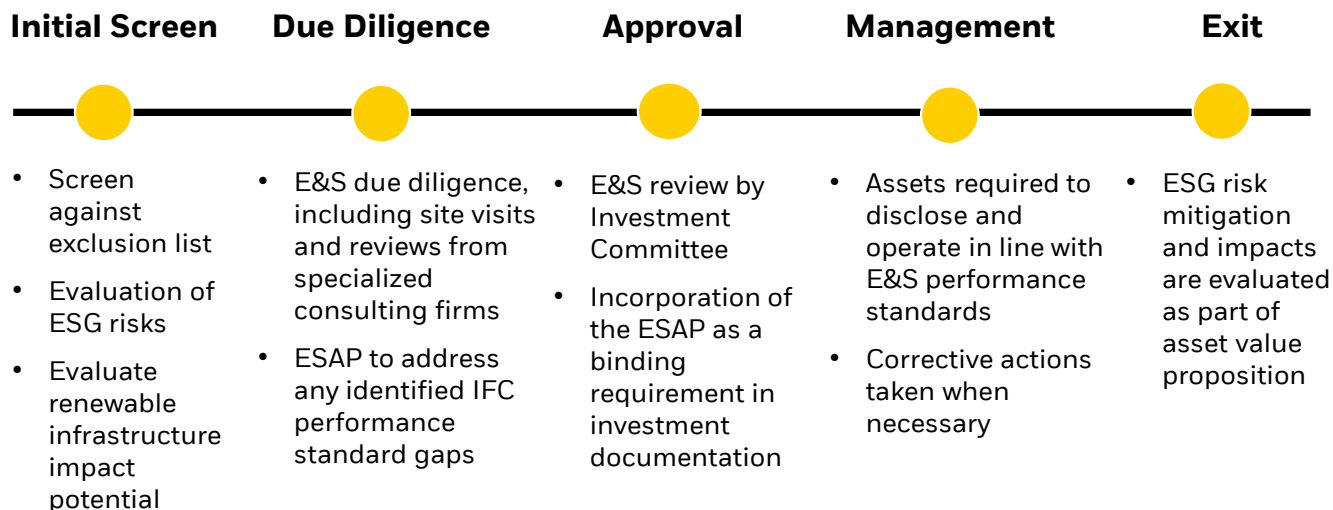 Initial Screen
Due Diligence
Approval
Management
Exit
• Screen
against
exclusion list
• Evaluation of
ESG risks
• Evaluate
renewable
infrastructure
impact
potential
• E&S due diligence,
including site visits
and reviews from
specialized
consulting firms
• ESAP to address
any identified IFC
performance
standard gaps
• E&S review by
Investment
Committee
• Incorporation of
the ESAP as a
binding
requirement in
investment
documentation
• Assets required to
disclose and
operate in line with
E&S performance
standards
• Corrective actions
taken when
necessary
• ESG risk
mitigation
and impacts
are evaluated
as part of
asset value
proposition